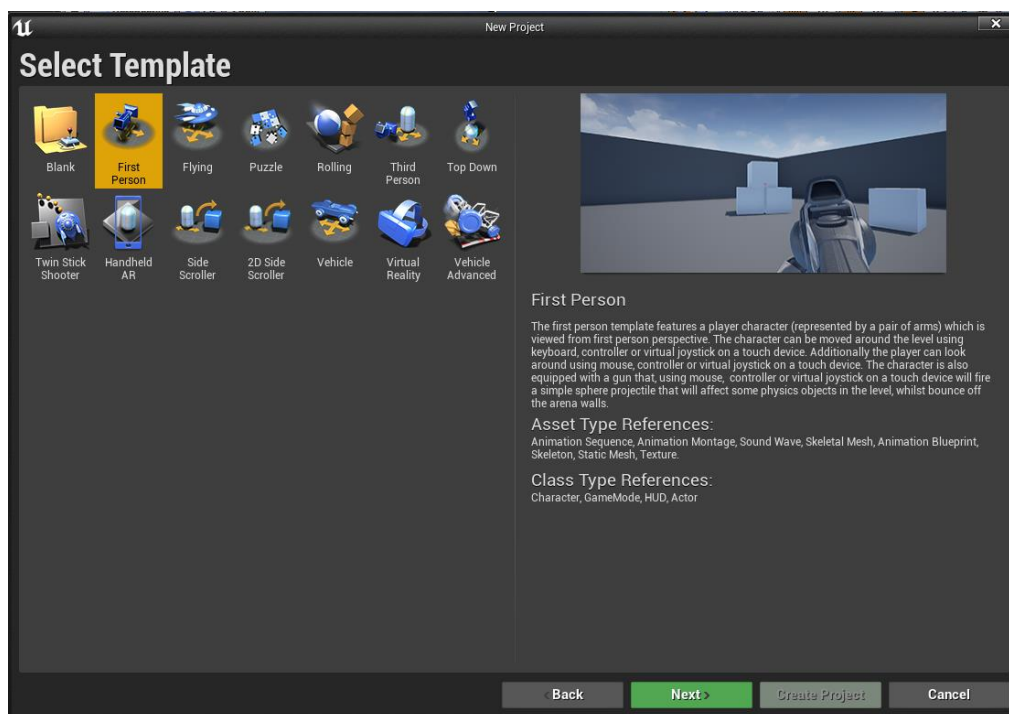 New Project
Select Template
Blank
First
Person
Flying
Puzzle
Rolling
Third
Person
Top Down
Twin Stick
Shooter
Handheld
AR
Side
Scroller
2D Side
Scroller
Vehicle
Virtual
Reality
Vehicle
Advanced
First Person
The first person template features a player character (represented by a pair of arms) which is
viewed from first person perspective. The character can be moved around the level using
keyboard, controller or virtual joystick on a touch device. Additionally the player can look
around using mouse, controller or virtual joystick on a touch device. The character is also
equipped with a gun that, using mouse, controller or virtual joystick on a touch device will fire
a simple sphere projectile that will affect some physics objects in the level, whilst bounce off
the arena walls.
Asset Type References:
Animation Sequence, Animation Montage, Sound Wave, Skeletal Mesh, Animation Blueprint,
Skeleton, Static Mesh, Texture.
Class Type References:
Character, GameMode, HUD, Actor
Back
Next >
Create Project
Cancel